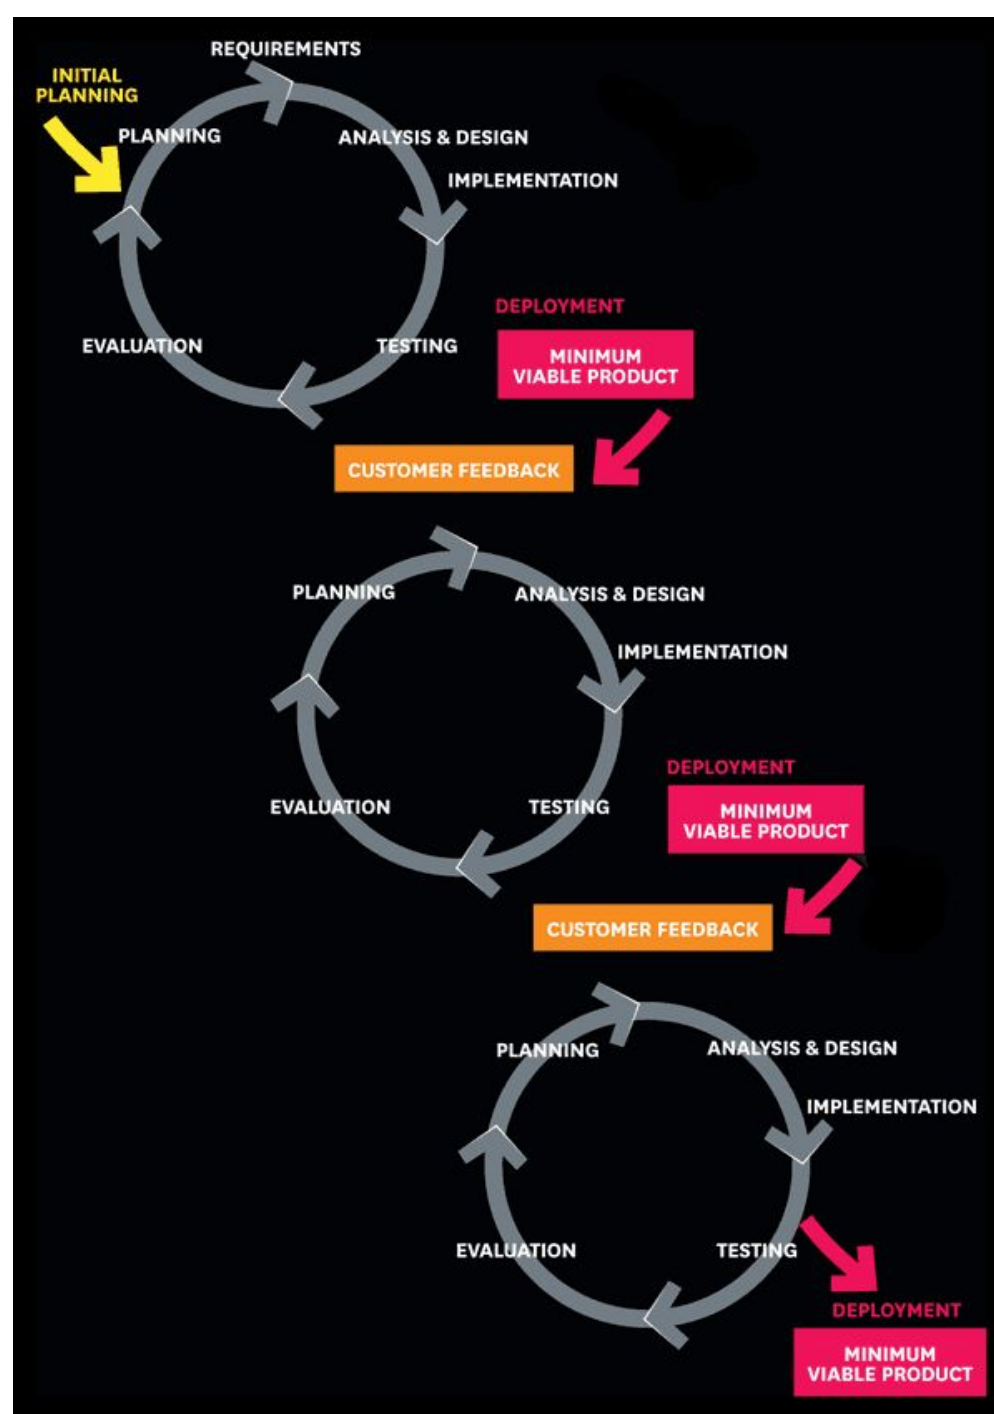 REQUIREMENTS
INITIAL
PLANNING
PLANNING
ANALYSIS & DESIGN
IMPLEMENTATION
DEPLOYMENT
EVALUATION
TESTING
MINIMUM
VIABLE PRODUCT
CUSTOMER FEEDBACK
PLANNING
ANALYSIS & DESIGN
IMPLEMENTATION
DEPLOYMENT
EVALUATION
TESTING
MINIMUM
VIABLE PRODUCT
CUSTOMER FEEDBACK
PLANNING
ANALYSIS & DESIGN
IMPLEMENTATION
EVALUATION
TESTING
DEPLOYMENT
MINIMUM
VIABLE PRODUCT